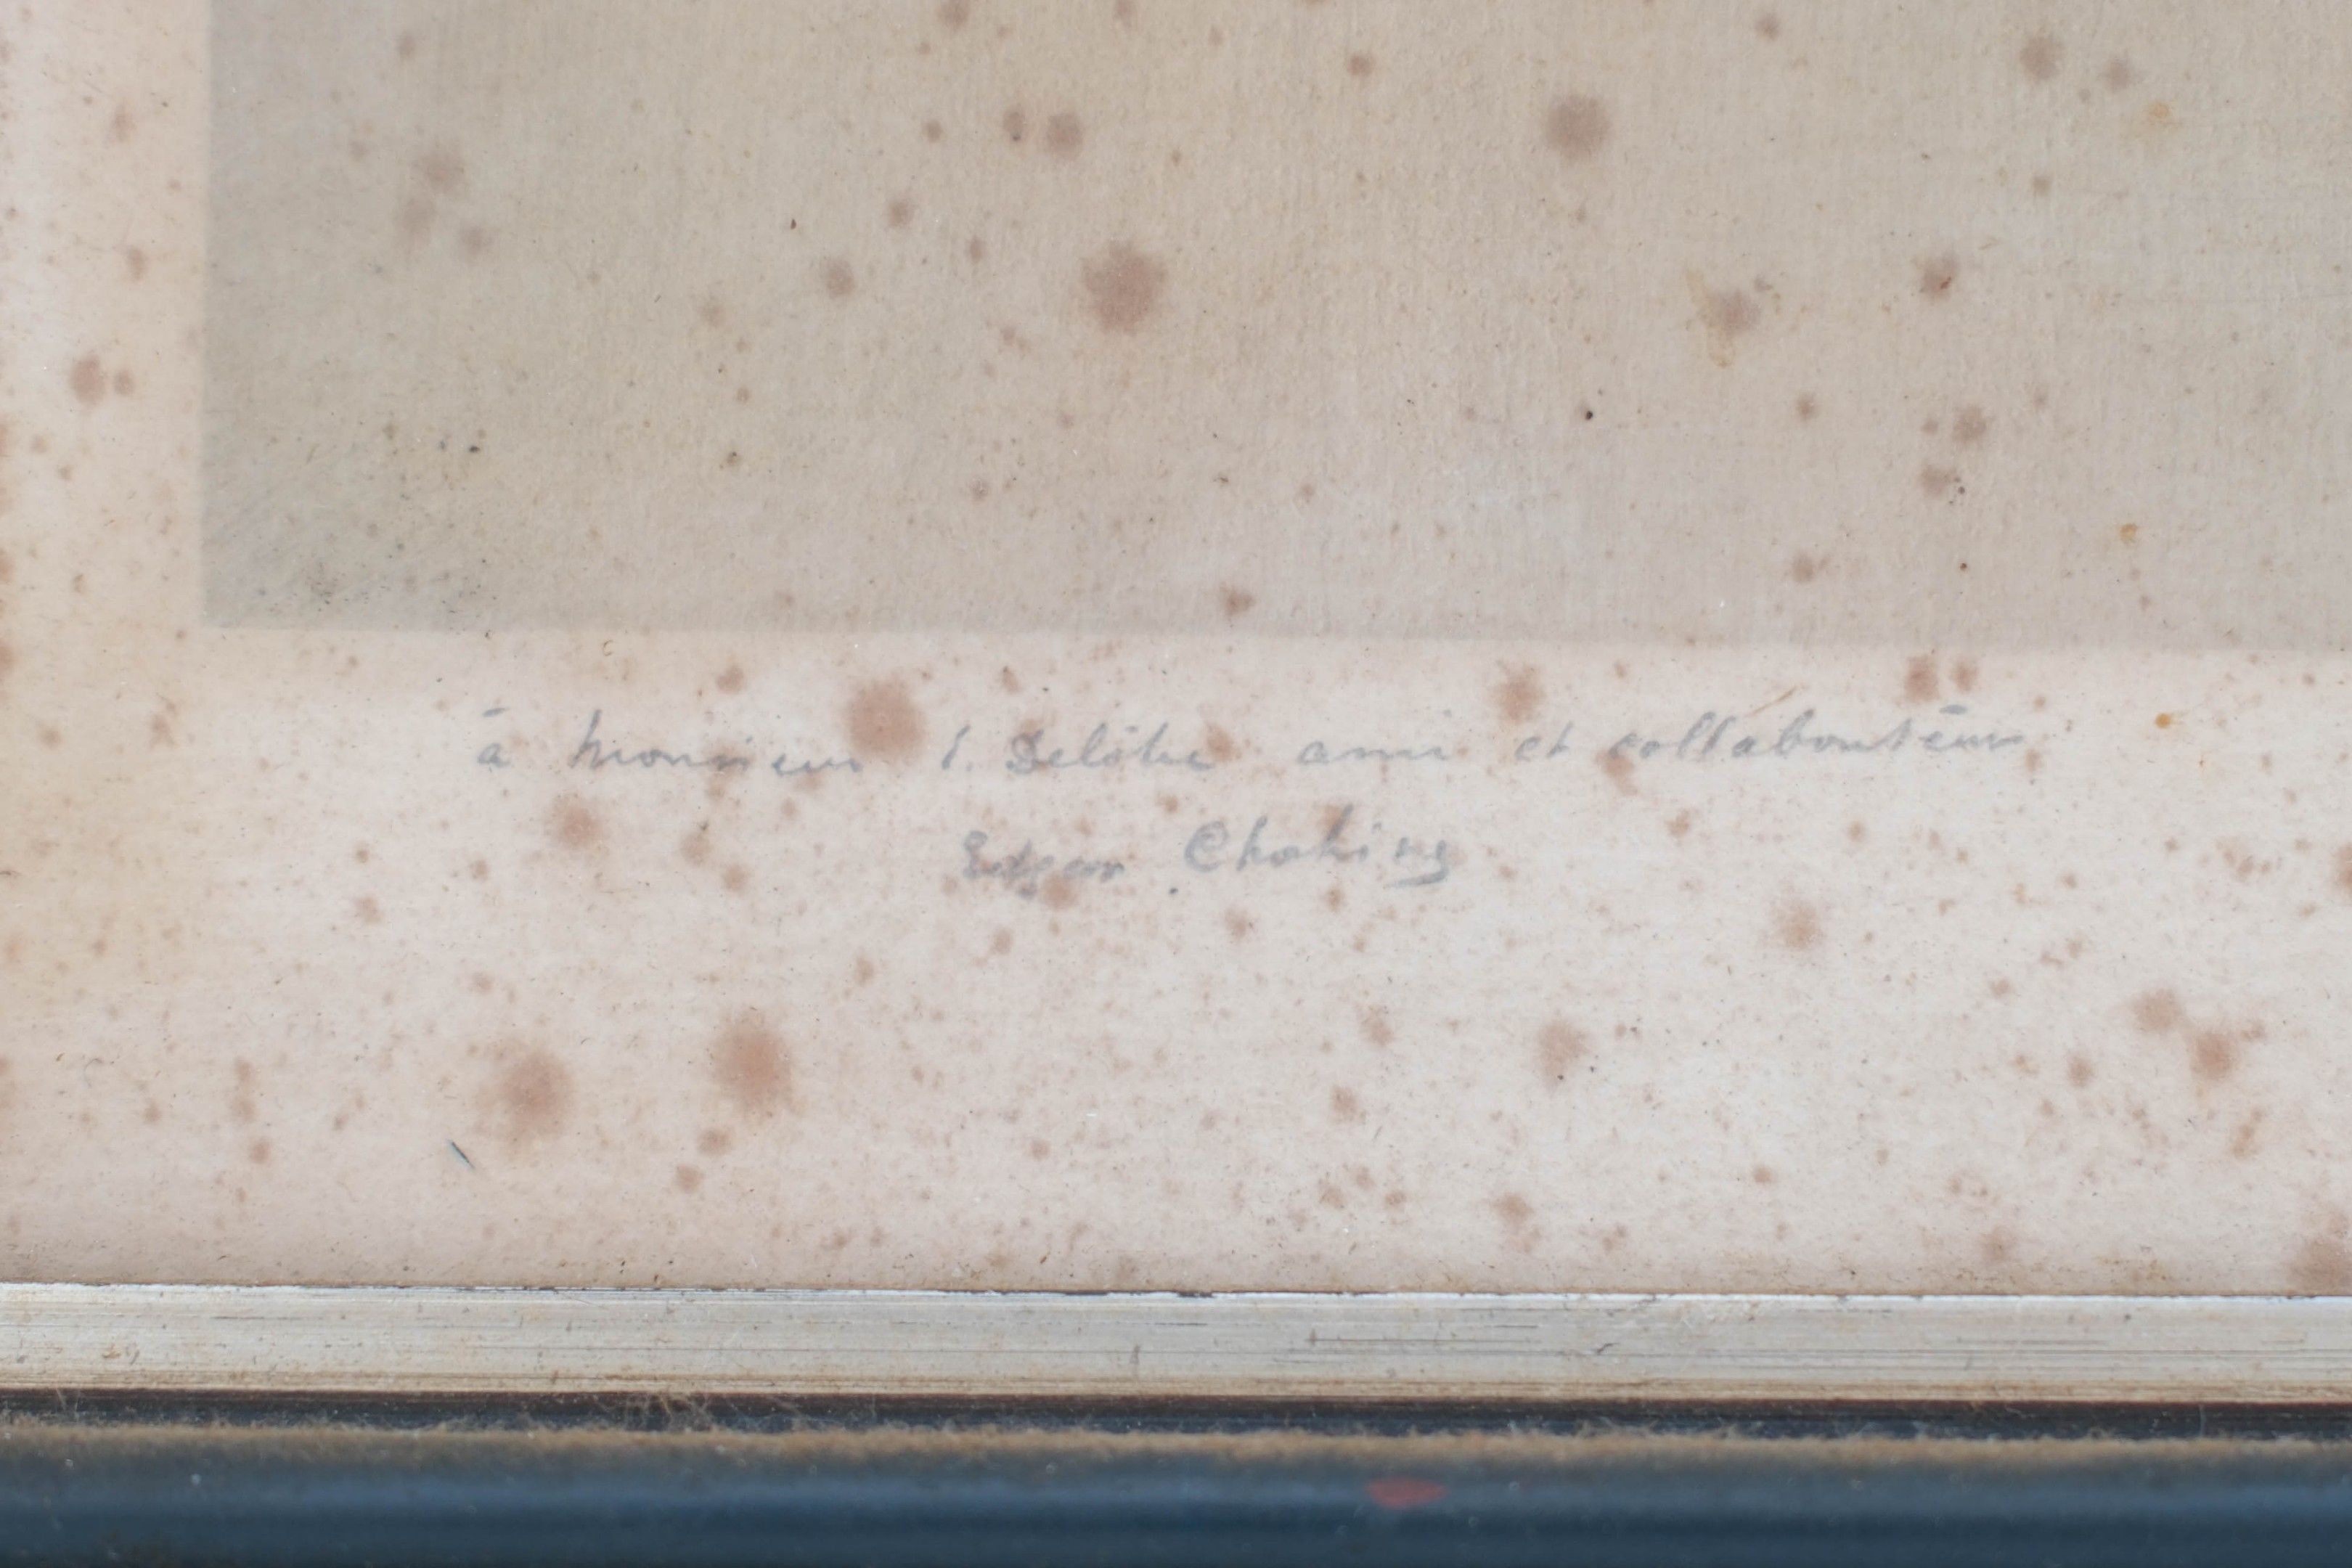 à Monsieur E. Delâtre ami et collaborateur
Edgar Chahine